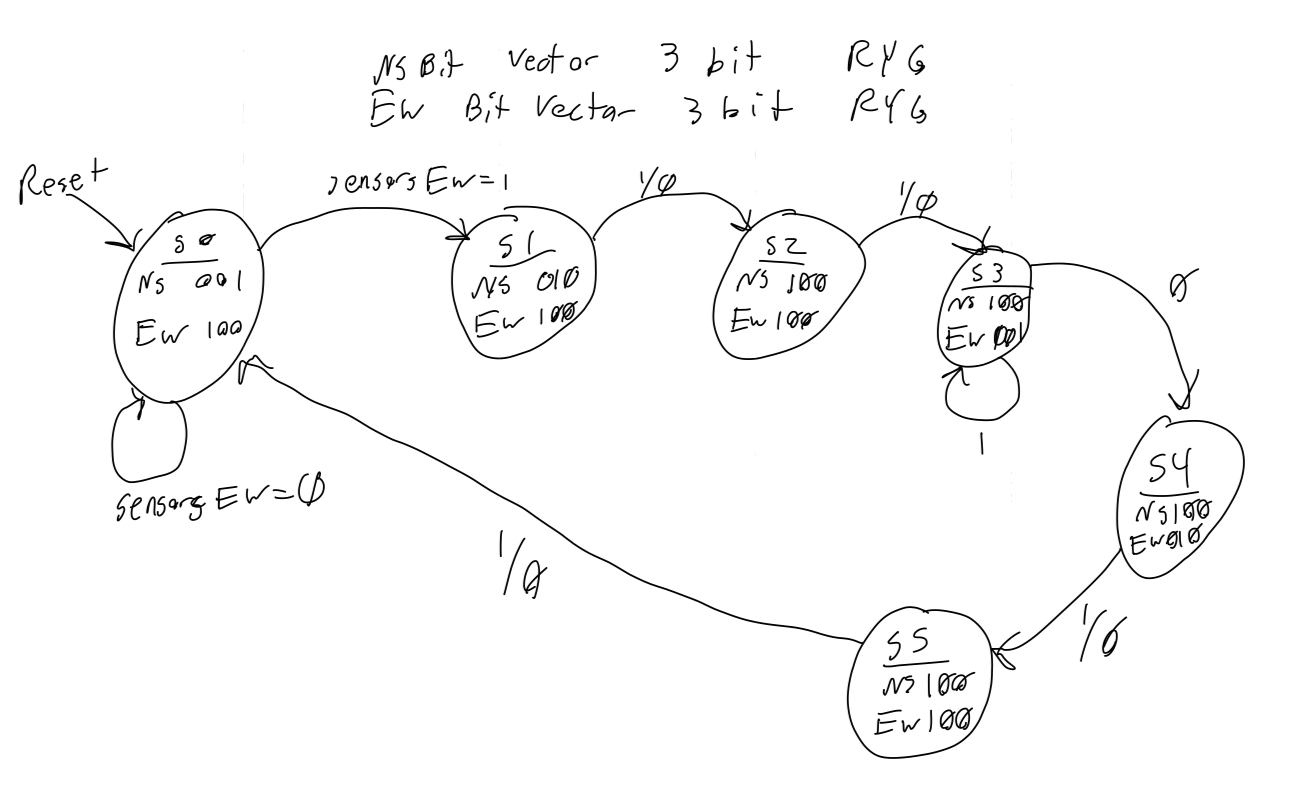 NS Bit Vector 3 bit RYG
EW Bit Vector 3 bit RYG
Reset
sensors EW=1
1/0
1/0
S0
NS 001
EW 100
S1
NS 010
EW 100
S2
NS 100
EW 100
S3
NS 100
EW 001
0
1
sensors EW=0
S4
NS 100
EW 010
1/0
1/0
S5
NS 100
EW 100